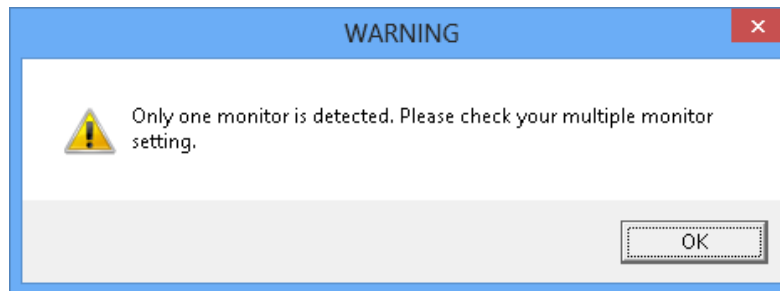 WARNING
Only one monitor is detected. Please check your multiple monitor
setting.
OK